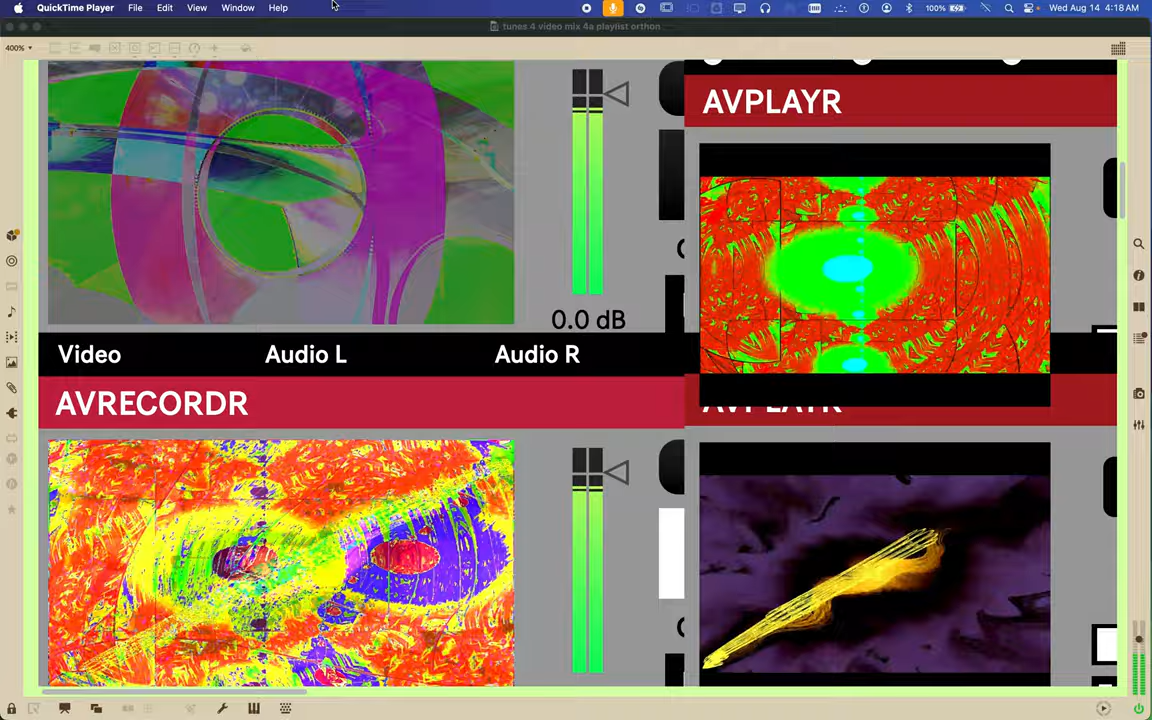 QuickTime Player File Edit View Window Help 100% Wed Aug 14 4:18 AM
tunes 4 video mix 4a playlist orthon
400%
AVPLAYR
0.0 dB
Video Audio L Audio R
AVRECORDR
AVPLAYR